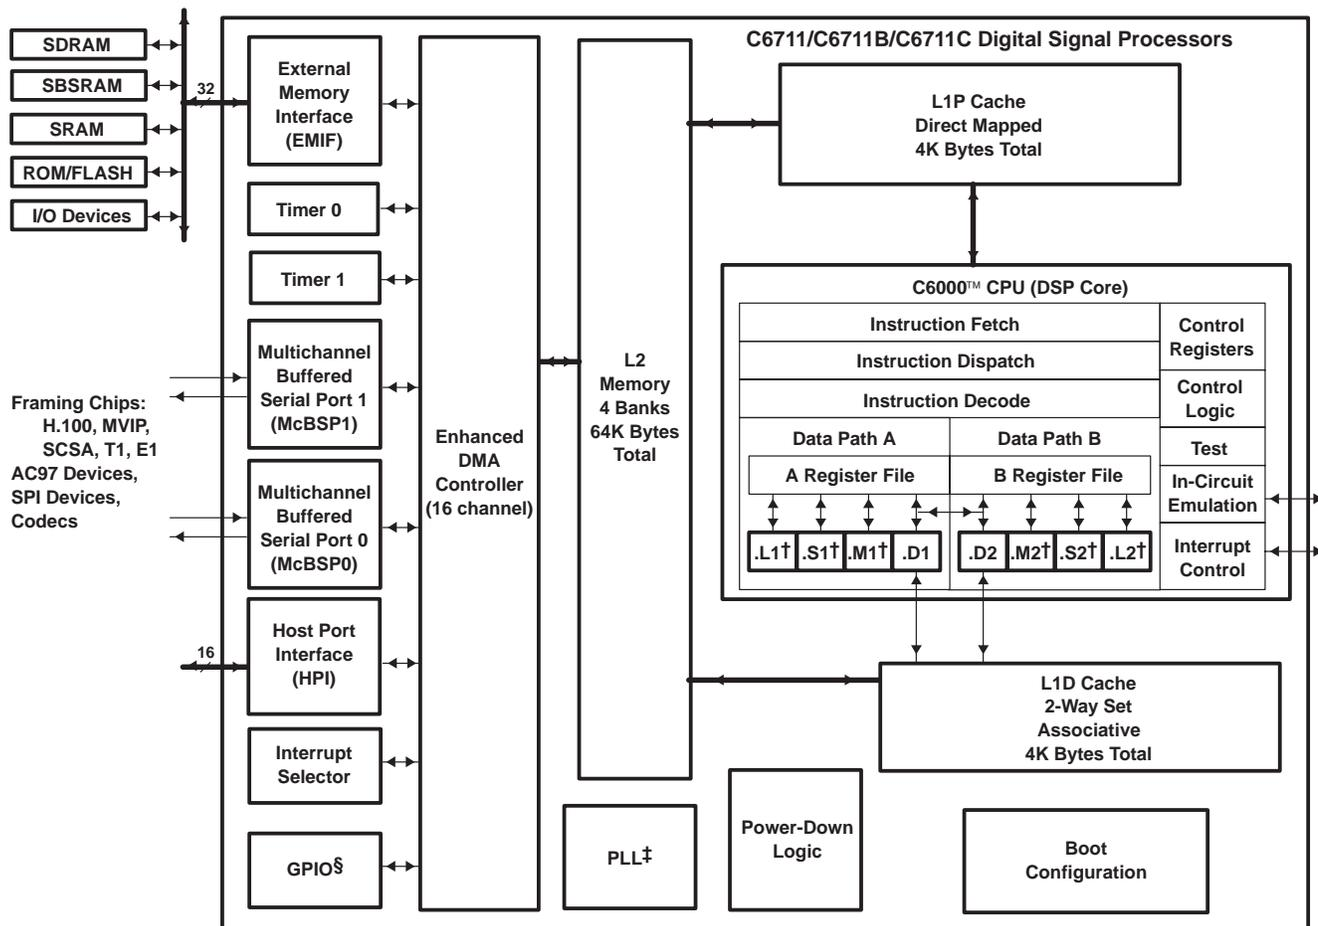 C6711/C6711B/C6711C Digital Signal Processors
SDRAM
SBSRAM
SRAM
ROM/FLASH
I/O Devices
32
External
Memory
Interface
(EMIF)
Timer 0
Timer 1
Framing Chips:
H.100, MVIP,
SCSA, T1, E1
AC97 Devices,
SPI Devices,
Codecs
Multichannel
Buffered
Serial Port 1
(McBSP1)
Multichannel
Buffered
Serial Port 0
(McBSP0)
16
Host Port
Interface
(HPI)
Interrupt
Selector
GPIO§
Enhanced
DMA
Controller
(16 channel)
L2
Memory
4 Banks
64K Bytes
Total
PLL‡
L1P Cache
Direct Mapped
4K Bytes Total
C6000™ CPU (DSP Core)
Instruction Fetch
Instruction Dispatch
Instruction Decode
Data Path A
A Register File
.L1†
.S1†
.M1†
.D1
Data Path B
B Register File
.D2
.M2†
.S2†
.L2†
Control
Registers
Control
Logic
Test
In-Circuit
Emulation
Interrupt
Control
L1D Cache
2-Way Set
Associative
4K Bytes Total
Power-Down
Logic
Boot
Configuration